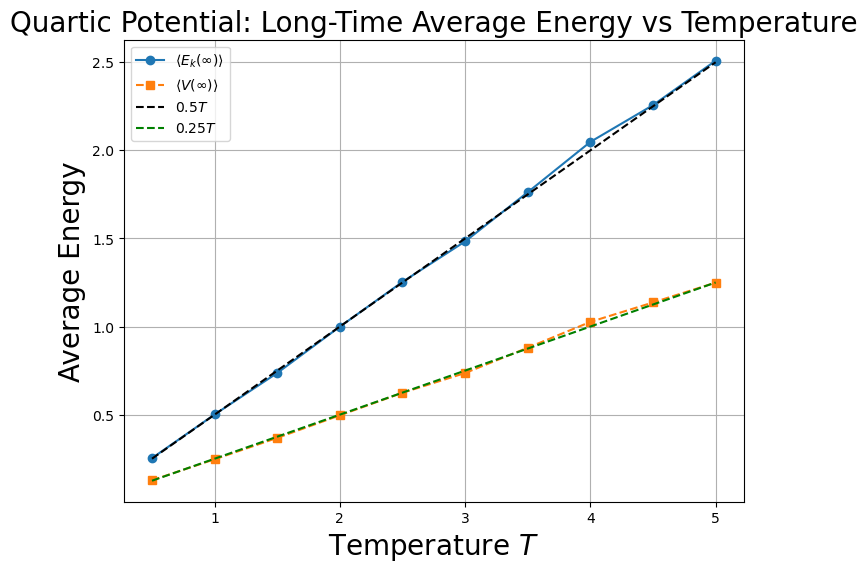 Quartic Potential: Long-Time Average Energy vs Temperature
⟨E_k(∞)⟩
⟨V(∞)⟩
0.5T
0.25T
2.5
2.0
1.5
1.0
0.5
Average Energy
1 2 3 4 5
Temperature T